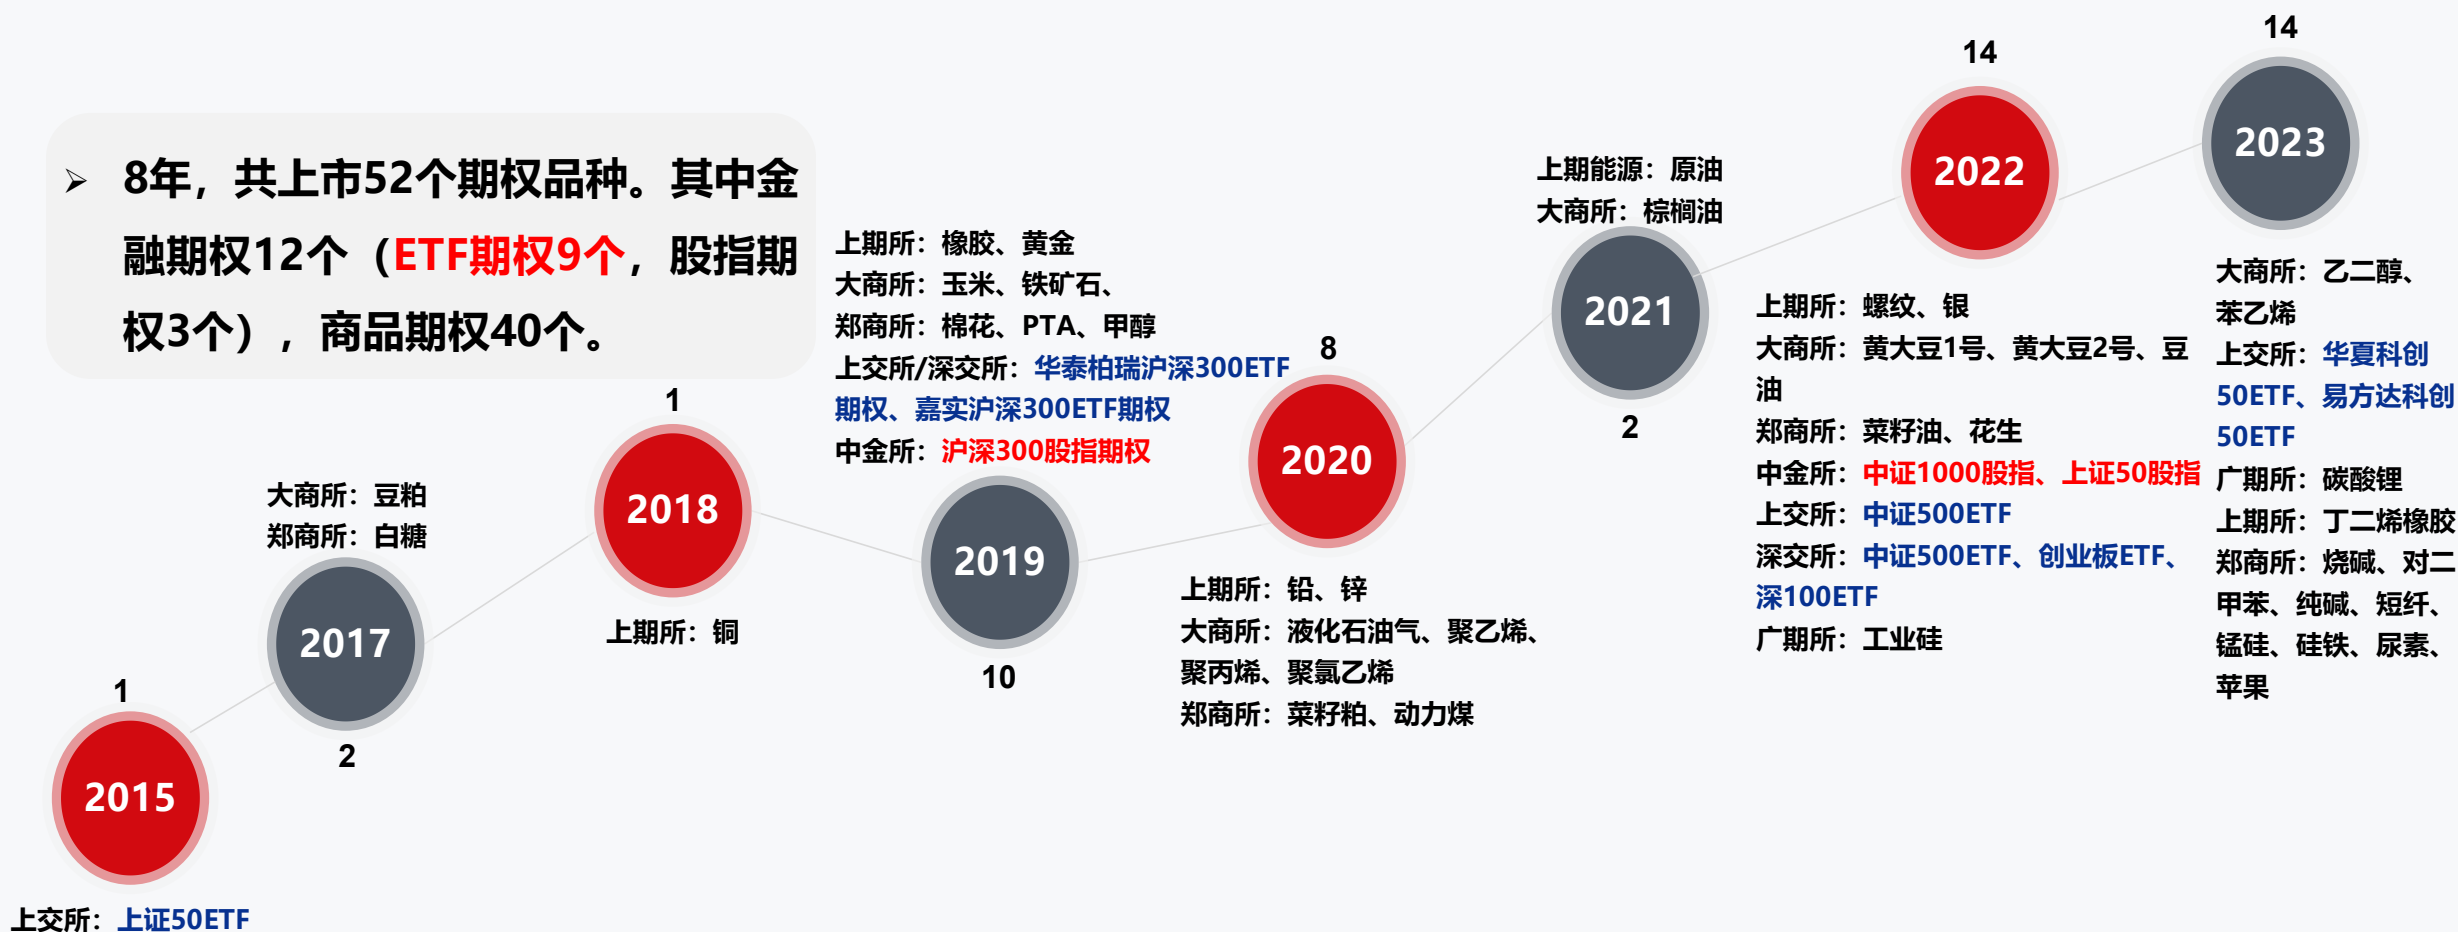 ➢ 8年，共上市52个期权品种。其中金
融期权12个（ETF期权9个，股指期
权3个），商品期权40个。
1
2015
上交所：上证50ETF
大商所：豆粕
郑商所：白糖
2017
2
1
2018
上期所：铜
上期所：橡胶、黄金
大商所：玉米、铁矿石、
郑商所：棉花、PTA、甲醇
上交所/深交所：华泰柏瑞沪深300ETF
期权、嘉实沪深300ETF期权
中金所：沪深300股指期权
2019
10
8
2020
上期所：铅、锌
大商所：液化石油气、聚乙烯、
聚丙烯、聚氯乙烯
郑商所：菜籽粕、动力煤
上期能源：原油
大商所：棕榈油
2021
2
14
2022
上期所：螺纹、银
大商所：黄大豆1号、黄大豆2号、豆
油
郑商所：菜籽油、花生
中金所：中证1000股指、上证50股指
上交所：中证500ETF
深交所：中证500ETF、创业板ETF、
深100ETF
广期所：工业硅
14
2023
大商所：乙二醇、
苯乙烯
上交所：华夏科创
50ETF、易方达科创
50ETF
广期所：碳酸锂
上期所：丁二烯橡胶
郑商所：烧碱、对二
甲苯、纯碱、短纤、
锰硅、硅铁、尿素、
苹果